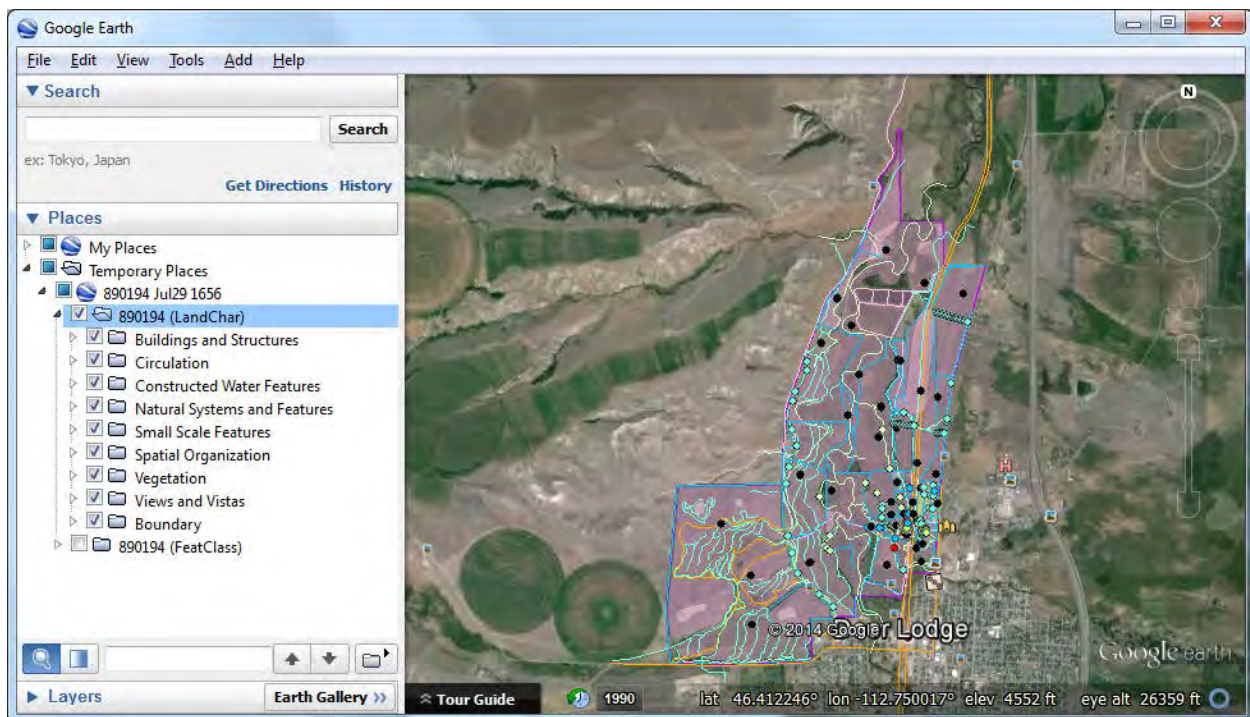 Google Earth
File Edit View Tools Add Help
Search
Search
ex: Tokyo, Japan
Get Directions History
Places
My Places
Temporary Places
890194 Jul29 1656
890194 (LandChar)
Buildings and Structures
Circulation
Constructed Water Features
Natural Systems and Features
Small Scale Features
Spatial Organization
Vegetation
Views and Vistas
Boundary
890194 (FeatClass)
Layers
Earth Gallery >>
N
H
© 2014 Google
Lodge
Google earth
Tour Guide 1990 lat 46.412246° lon -112.750017° elev 4552 ft eye alt 26359 ft